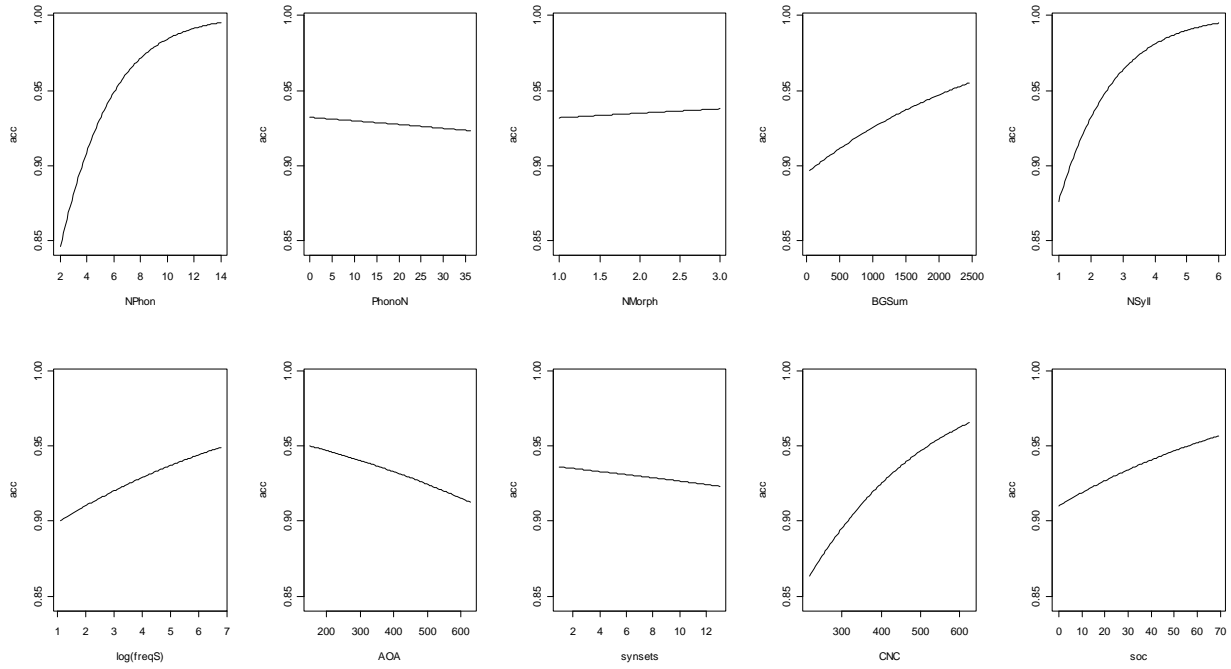 1.00
0.95
0.90
0.85
acc
2 4 6 8 10 12 14
NPhon
1.00
0.95
0.90
0.85
acc
0 5 10 15 20 25 30 35
PhonoN
1.00
0.95
0.90
0.85
acc
1.0 1.5 2.0 2.5 3.0
NMorph
1.00
0.95
0.90
0.85
acc
0 500 1000 1500 2000 2500
BGSum
1.00
0.95
0.90
0.85
acc
1 2 3 4 5 6
NSyll
1.00
0.95
0.90
0.85
acc
1 2 3 4 5 6 7
log(freqS)
1.00
0.95
0.90
0.85
acc
200 300 400 500 600
AOA
1.00
0.95
0.90
0.85
acc
2 4 6 8 10 12
synsets
1.00
0.95
0.90
0.85
acc
300 400 500 600
CNC
1.00
0.95
0.90
0.85
acc
0 10 20 30 40 50 60 70
soc